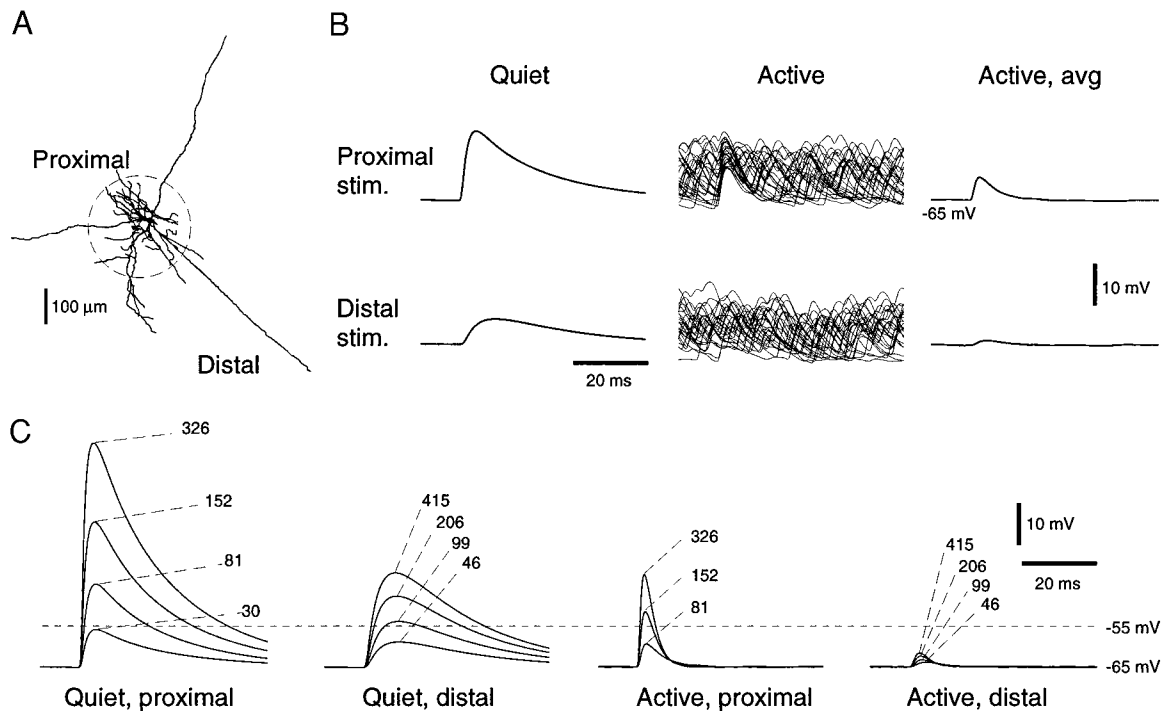 A
Proximal
100 µm
Distal
B
Quiet
Active
Active, avg
Proximal
stim.
-65 mV
Distal
stim.
10 mV
20 ms
C
326
152
81
30
Quiet, proximal
415
206
99
46
Quiet, distal
326
152
81
Active, proximal
415
206
99
46
Active, distal
10 mV
20 ms
-55 mV
-65 mV